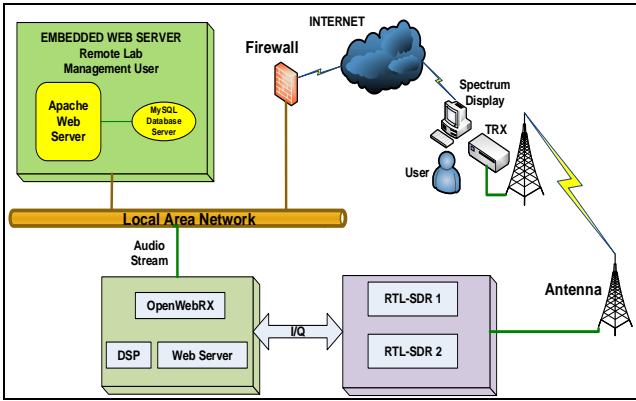 EMBEDDED WEB SERVER
Remote Lab
Management User
Apache
Web
Server
MySQL
Database
Server
Firewall
INTERNET
Spectrum
Display
TRX
User
Local Area Network
Audio
Stream
OpenWebRX
DSP
Web Server
I/Q
RTL-SDR 1
RTL-SDR 2
Antenna